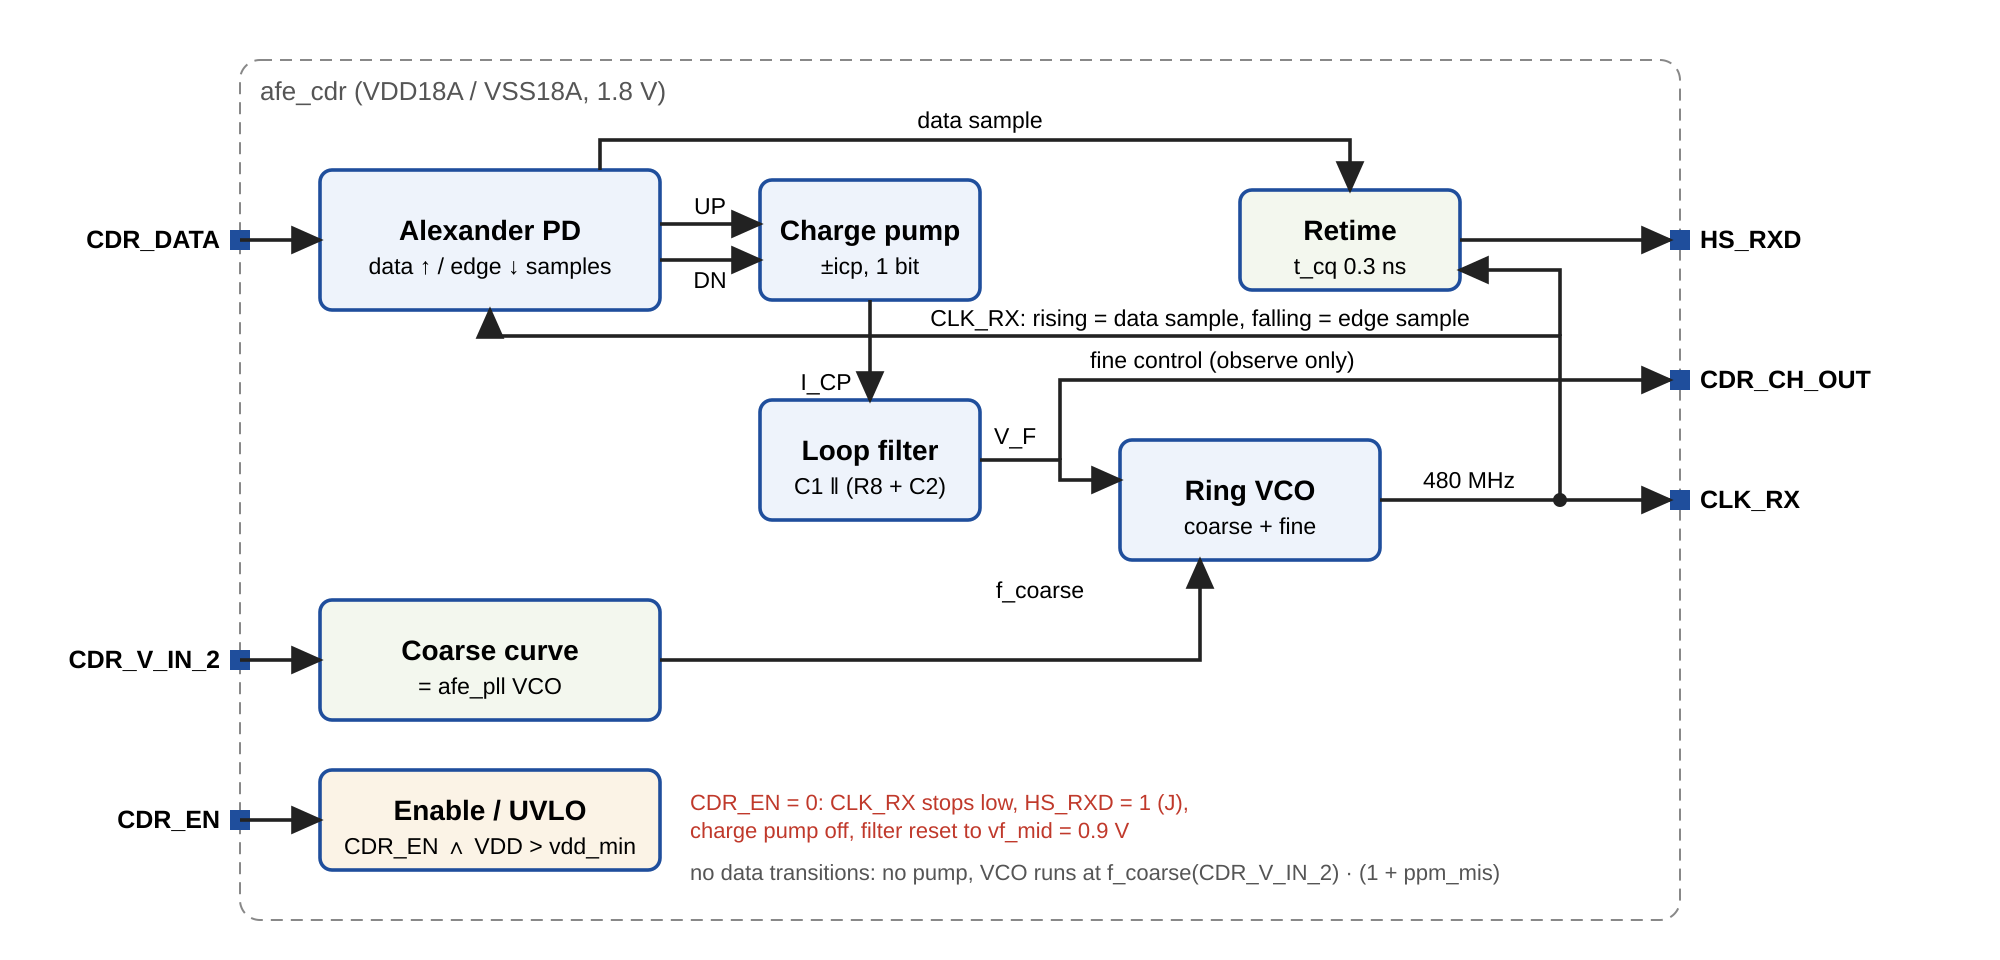 afe_cdr (VDD18A / VSS18A, 1.8 V)
data sample
CDR_DATA
Alexander PD
data ↑ / edge ↓ samples
UP
DN
Charge pump
±icp, 1 bit
Retime
t_cq 0.3 ns
HS_RXD
CLK_RX: rising = data sample, falling = edge sample
fine control (observe only)
CDR_CH_OUT
I_CP
Loop filter
C1 ǁ (R8 + C2)
V_F
Ring VCO
coarse + fine
480 MHz
CLK_RX
f_coarse
CDR_V_IN_2
Coarse curve
= afe_pll VCO
CDR_EN
Enable / UVLO
CDR_EN ∧ VDD > vdd_min
CDR_EN = 0: CLK_RX stops low, HS_RXD = 1 (J),
charge pump off, filter reset to vf_mid = 0.9 V
no data transitions: no pump, VCO runs at f_coarse(CDR_V_IN_2) · (1 + ppm_mis)